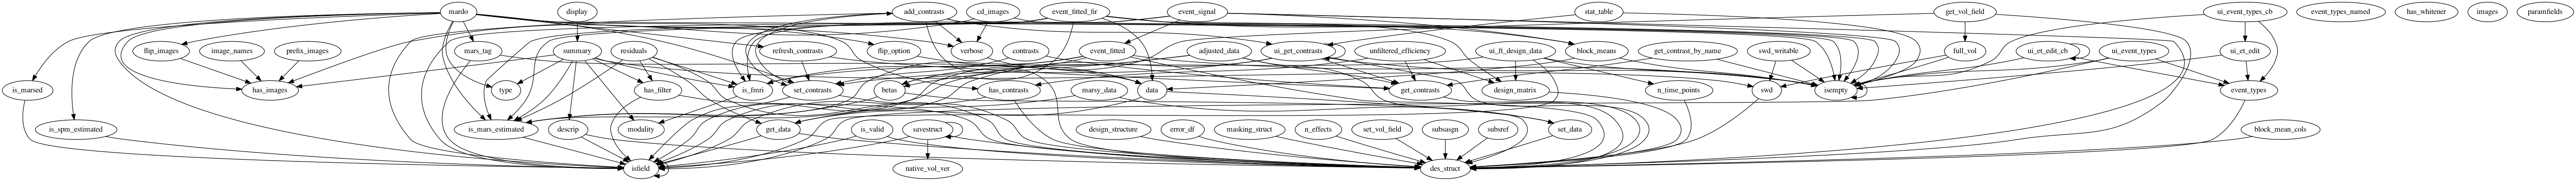 mardo
display
add_contrasts
cd_images
event_fitted_fir
event_signal
stat_table
get_vol_field
ui_event_types_cb
event_types_named
has_whitener
images
paramfields
flip_images
image_names
prefix_images
mars_tag
summary
residuals
refresh_contrasts
flip_option
verbose
contrasts
event_fitted
adjusted_data
ui_get_contrasts
unfiltered_efficiency
ui_ft_design_data
block_means
get_contrast_by_name
swd_writable
full_vol
ui_et_edit_cb
ui_event_types
ui_et_edit
is_marsed
has_images
type
has_filter
is_fmri
set_contrasts
betas
has_contrasts
marsy_data
data
get_contrasts
design_matrix
n_time_points
swd
isempty
event_types
is_spm_estimated
is_mars_estimated
descrip
modality
get_data
is_valid
savestruct
design_structure
error_df
masking_struct
n_effects
set_vol_field
subsasgn
subsref
set_data
block_mean_cols
isfield
native_vol_ver
des_struct